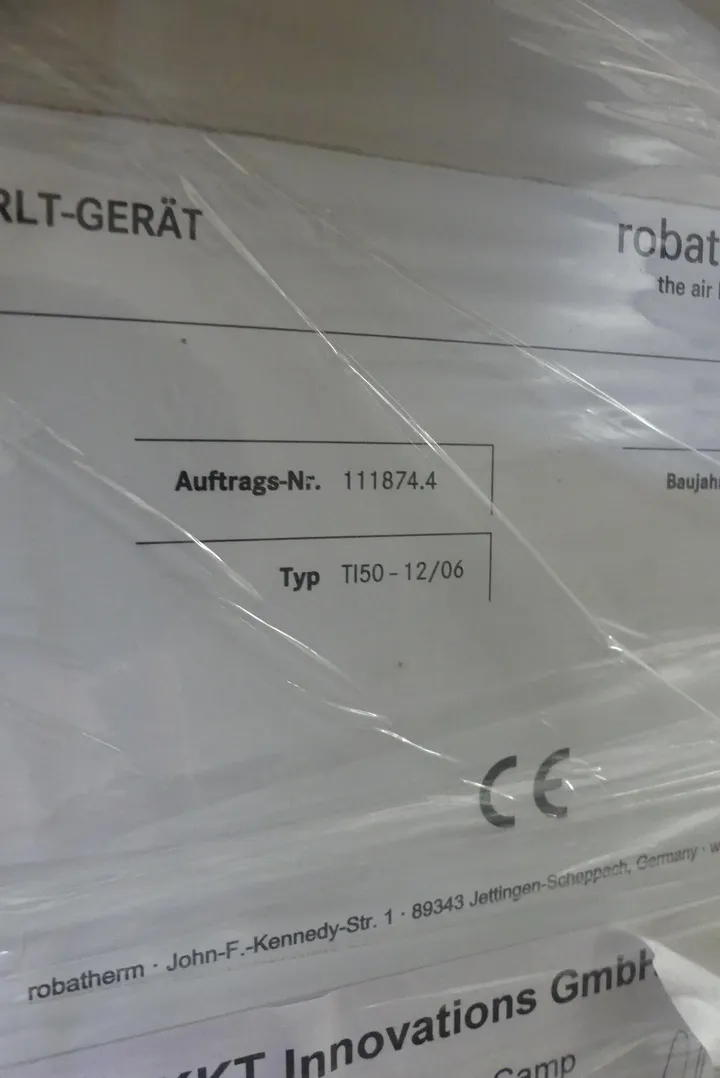 RLT-GERÄT
robat
the air
Auftrags-Nr. 111874.4
Baujah
Typ TI50-12/06
CE
robatherm · John-F.-Kennedy-Str. 1 · 89343 Jettingen-Scheppach, Germany · w
KKT Innovations GmbH
Camp